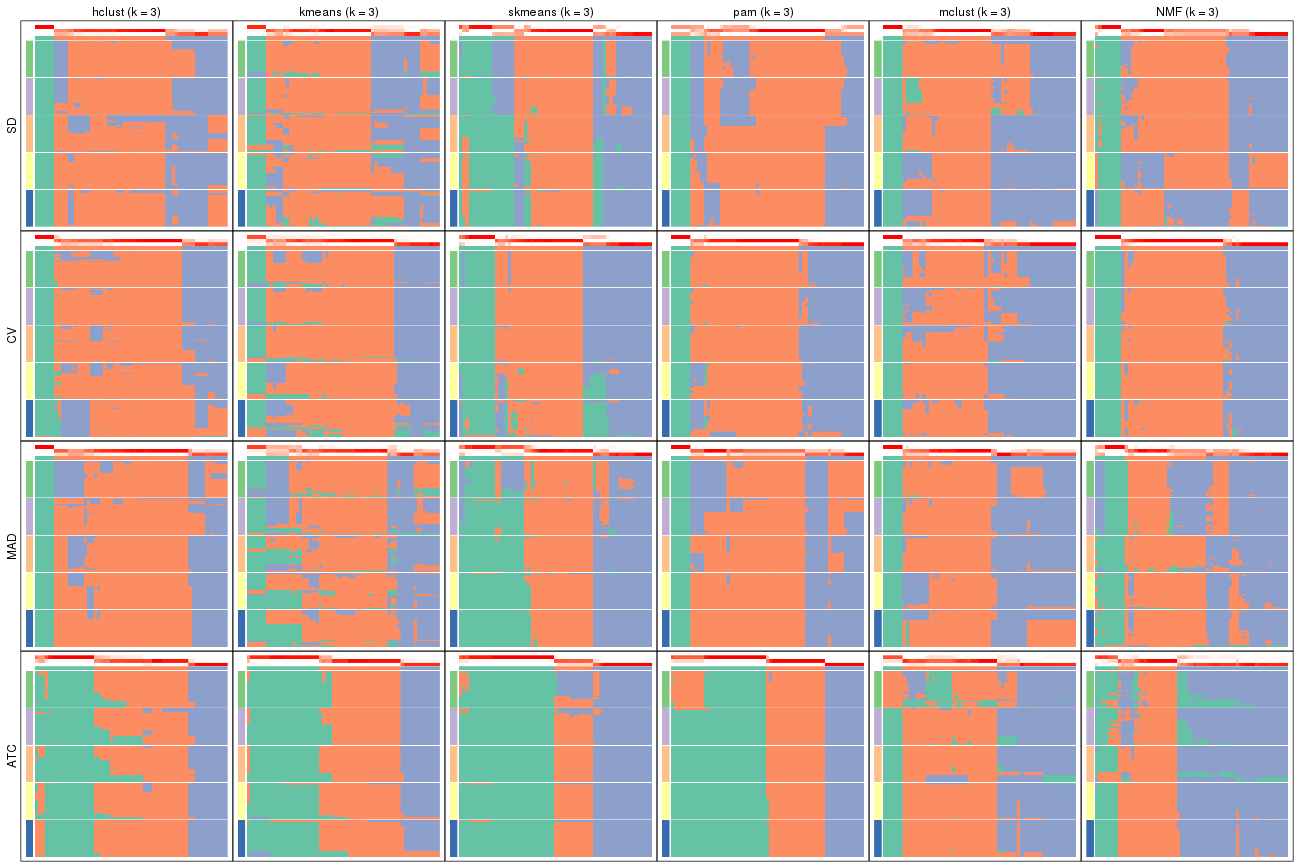 hclust (k = 3)
kmeans (k = 3)
skmeans (k = 3)
pam (k = 3)
mclust (k = 3)
NMF (k = 3)
SD
CV
MAD
ATC